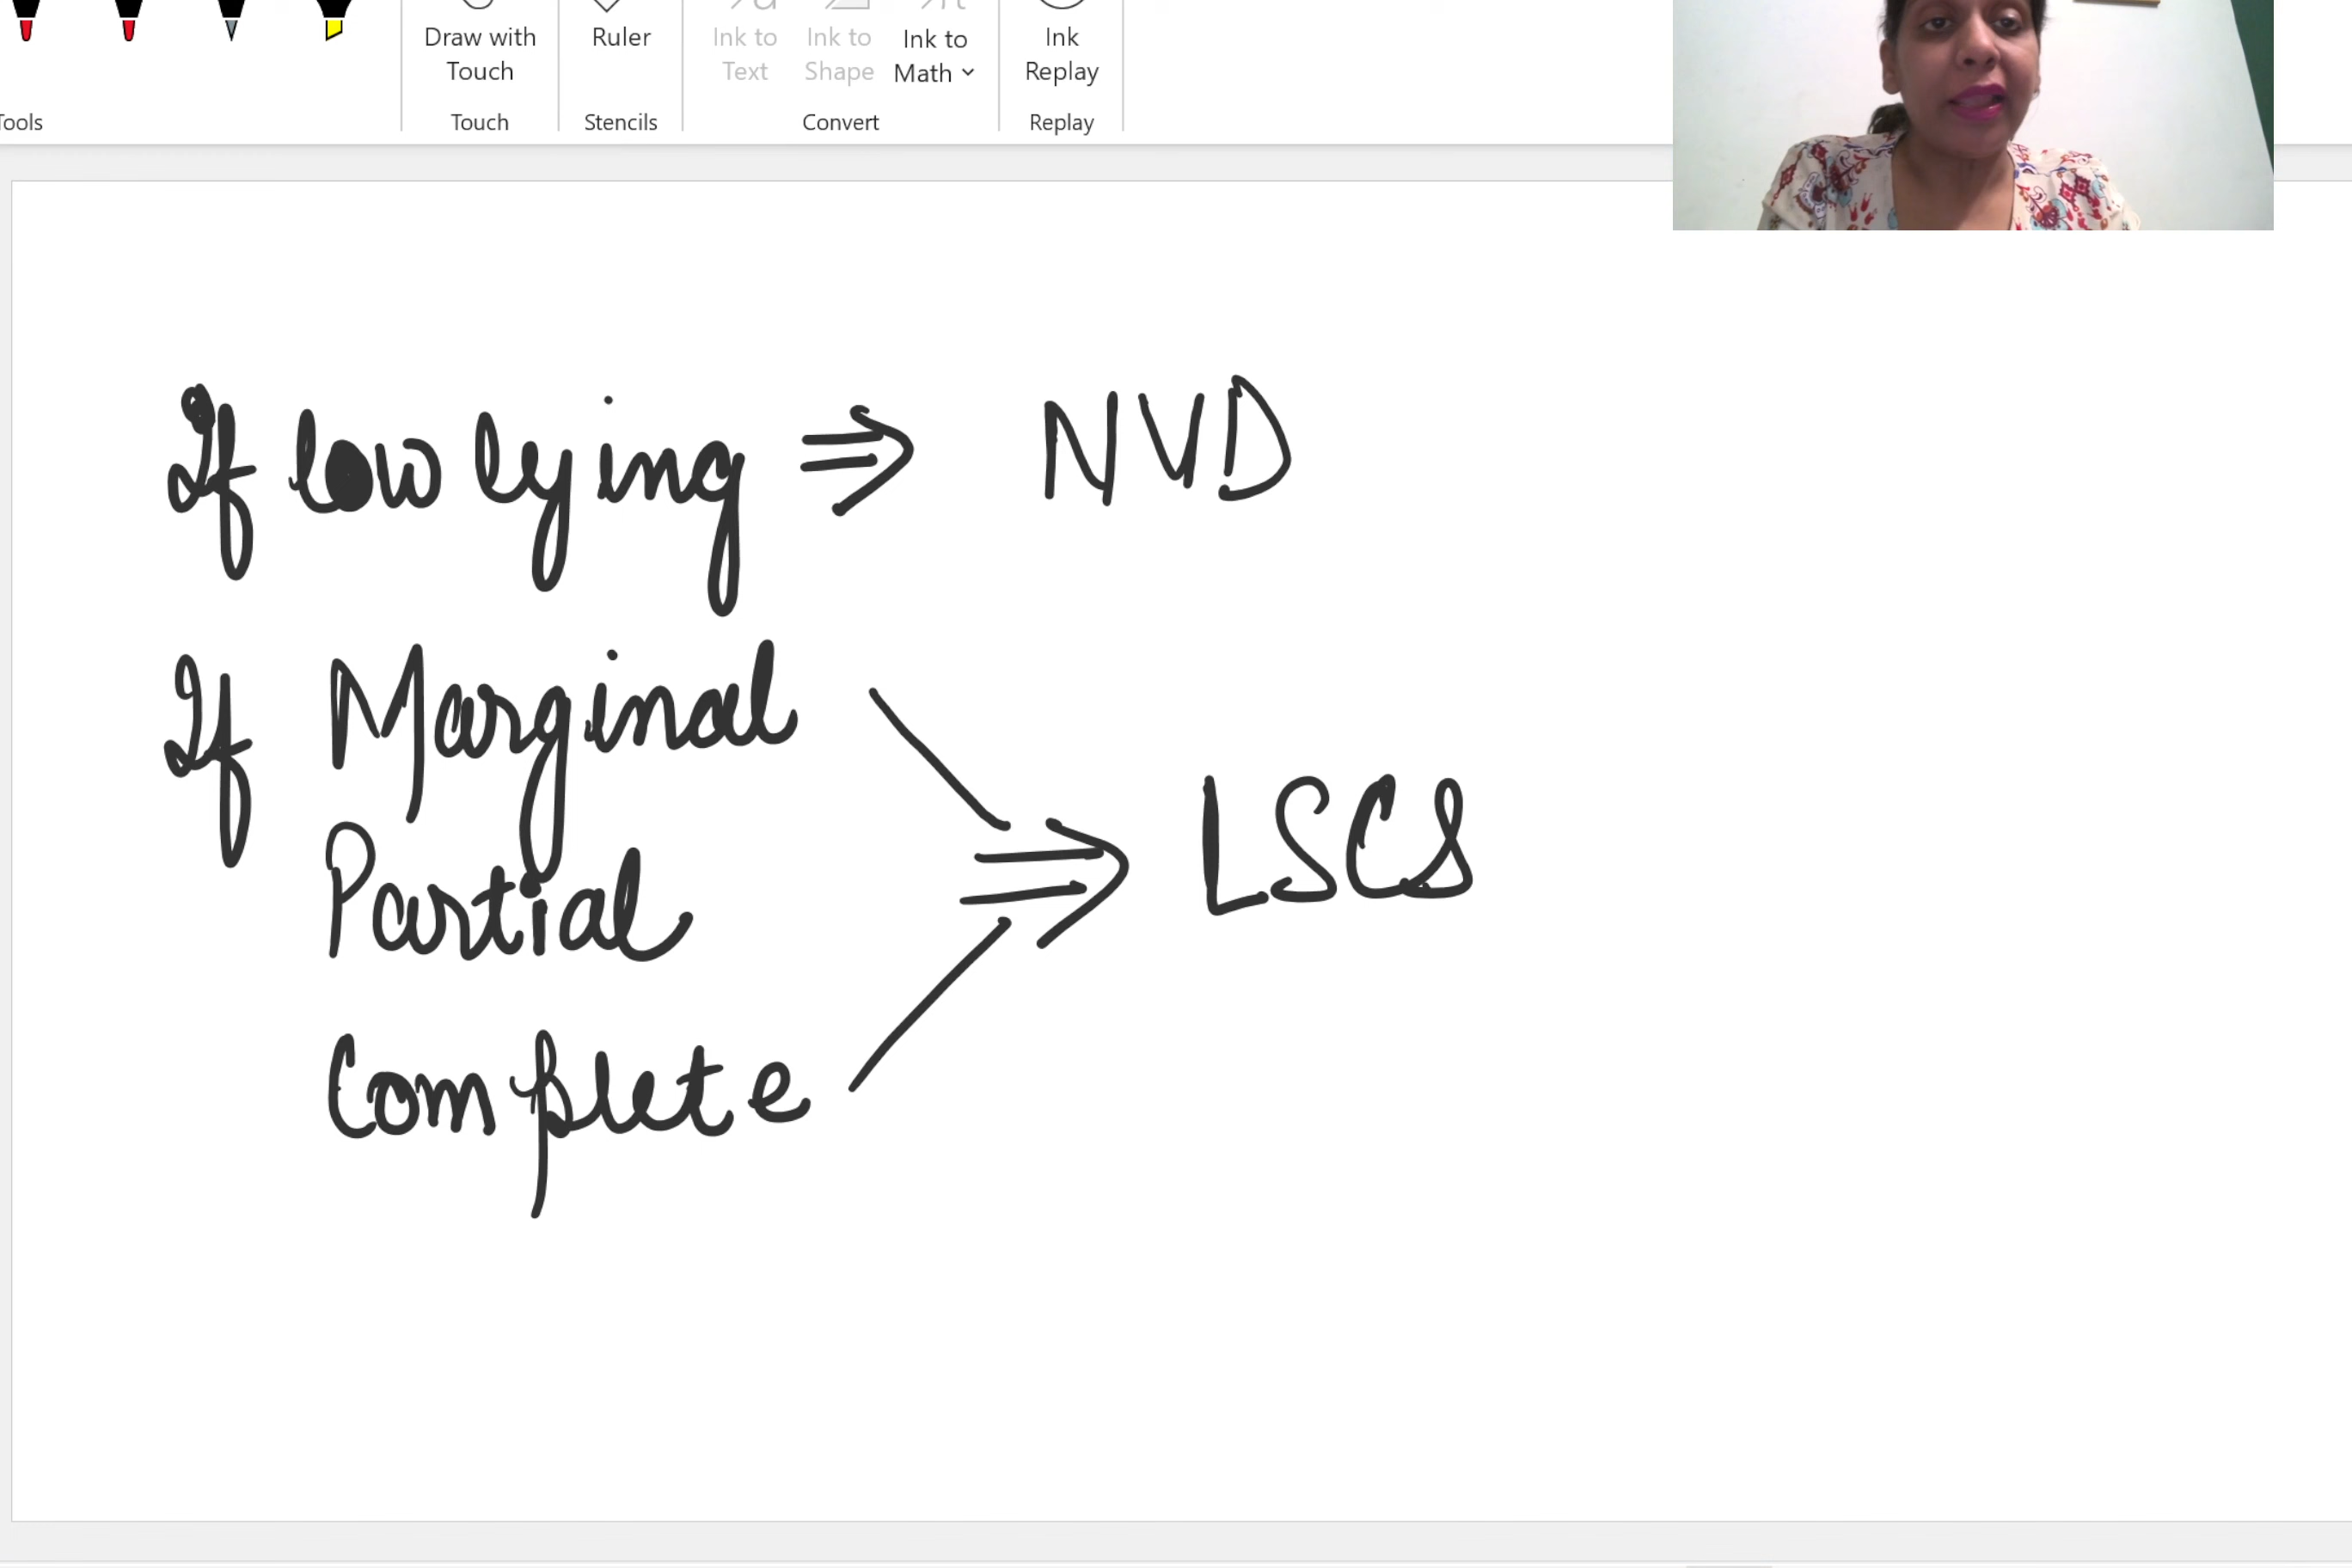 Draw with Touch
Ruler
Ink to Text
Ink to Shape
Ink to Math
Ink Replay
Tools
Touch
Stencils
Convert
Replay
If low lying ⇒ NVD
If Marginal
Partial
⇒ LSCS
Complete